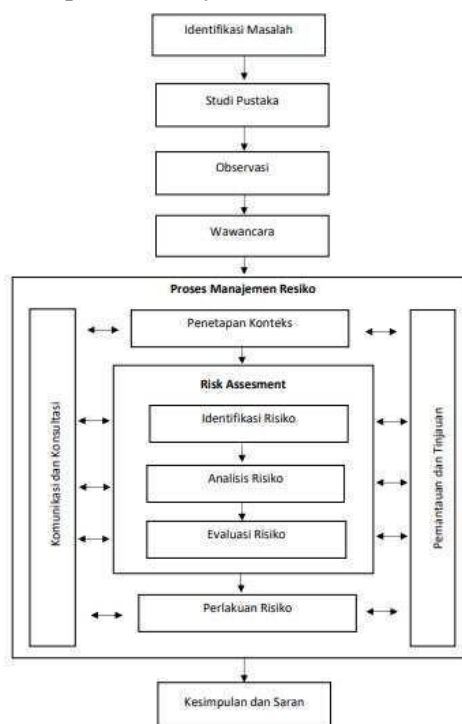 Identifikasi Masalah
Studi Pustaka
Observasi
Wawancara
Proses Manajemen Resiko
Komunikasi dan Konsultasi
Penetapan Konteks
Risk Assesment
Identifikasi Risiko
Analisis Risiko
Evaluasi Risiko
Perlakuan Risiko
Pemantauan dan Tinjauan
Kesimpulan dan Saran